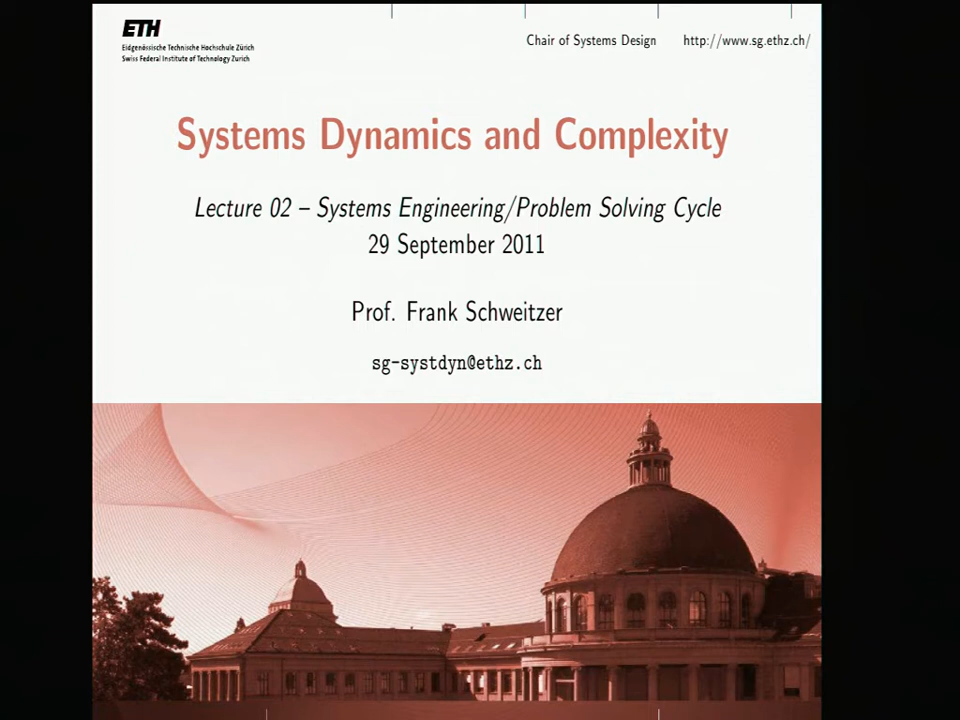 ETH
Eidgenössische Technische Hochschule Zürich
Swiss Federal Institute of Technology Zurich
Chair of Systems Design http://www.sg.ethz.ch/
Systems Dynamics and Complexity
Lecture 02 – Systems Engineering/Problem Solving Cycle
29 September 2011
Prof. Frank Schweitzer
sg-systdyn@ethz.ch